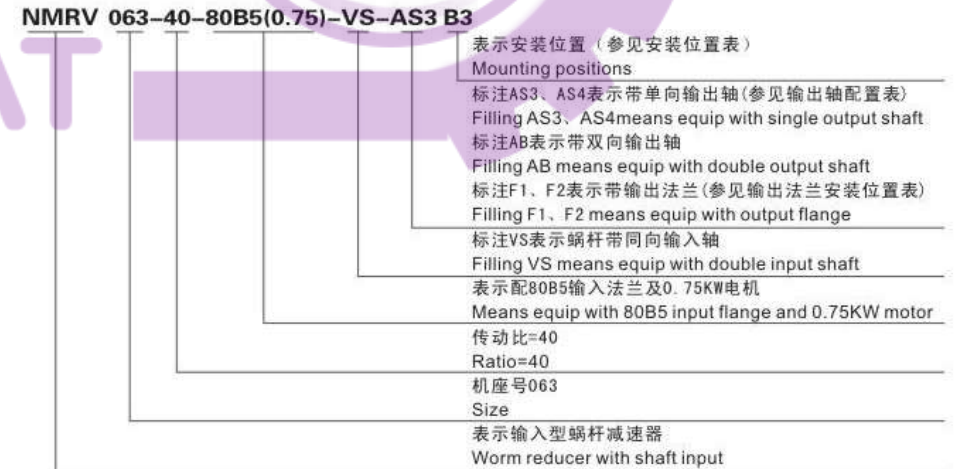 NMRV 063-40-80B5(0.75)-VS-AS3 B3
表示安装位置（参见安装位置表）
Mounting positions
标注AS3、AS4表示带单向输出轴(参见输出轴配置表)
Filling AS3、AS4means equip with single output shaft
标注AB表示带双向输出轴
Filling AB means equip with double output shaft
标注F1、F2表示带输出法兰(参见输出法兰安装位置表)
Filling F1、F2 means equip with output flange
标注VS表示蜗杆带同向输入轴
Filling VS means equip with double input shaft
表示配80B5输入法兰及0.75KW电机
Means equip with 80B5 input flange and 0.75KW motor
传动比=40
Ratio=40
机座号063
Size
表示输入型蜗杆减速器
Worm reducer with shaft input